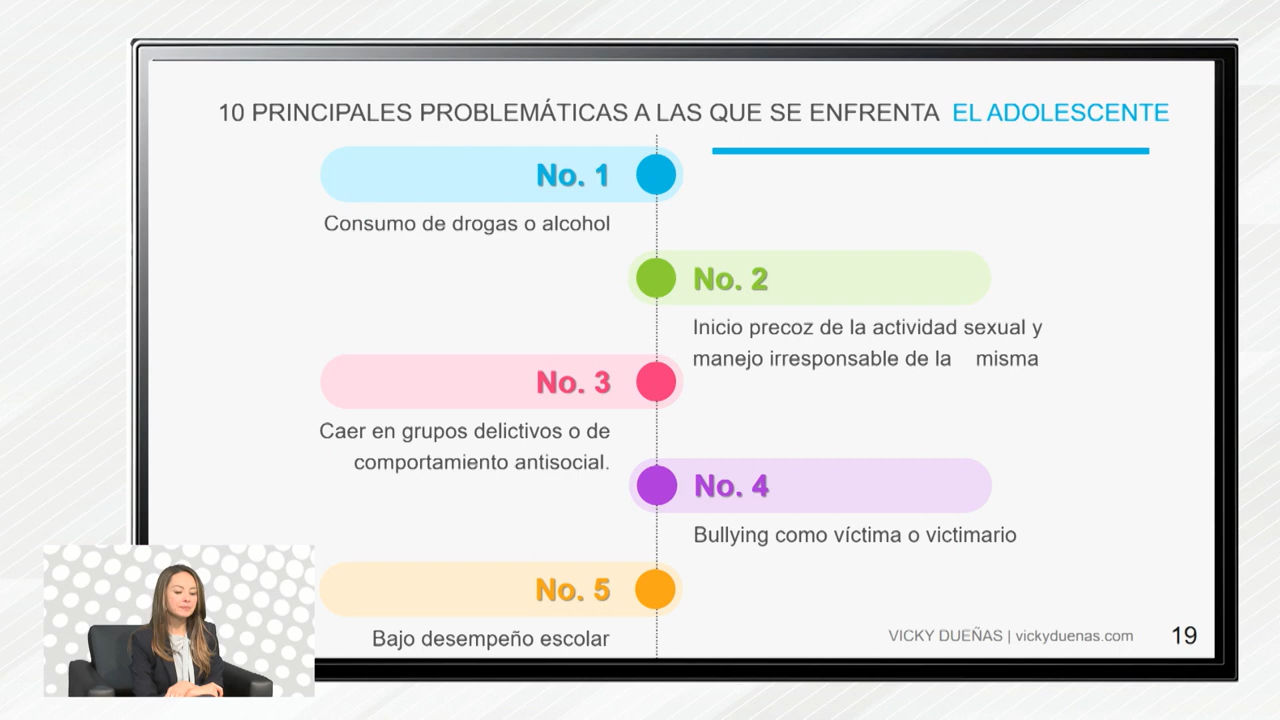 10 PRINCIPALES PROBLEMÁTICAS A LAS QUE SE ENFRENTA EL ADOLESCENTE
No. 1
Consumo de drogas o alcohol
No. 2
Inicio precoz de la actividad sexual y
manejo irresponsable de la misma
No. 3
Caer en grupos delictivos o de
comportamiento antisocial.
No. 4
Bullying como víctima o victimario
No. 5
Bajo desempeño escolar
VICKY DUEÑAS | vickyduenas.com 19